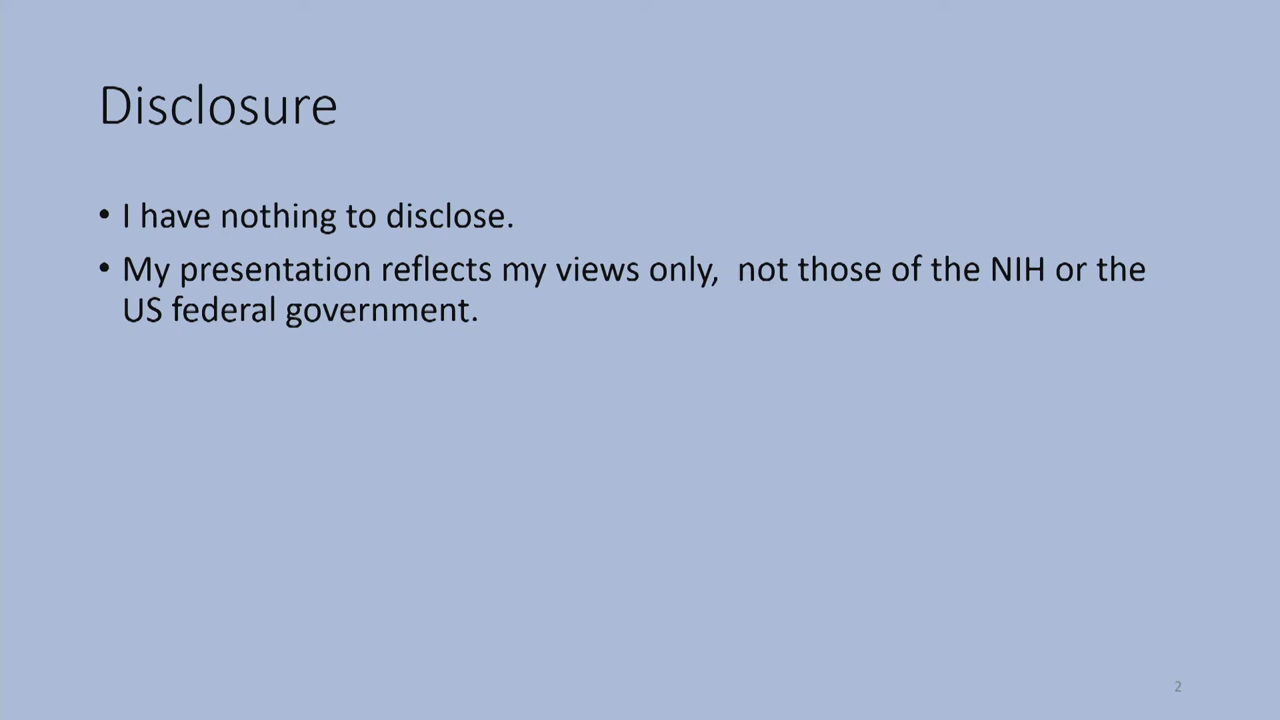 Disclosure
• I have nothing to disclose.
• My presentation reflects my views only,  not those of the NIH or the
US federal government.
2